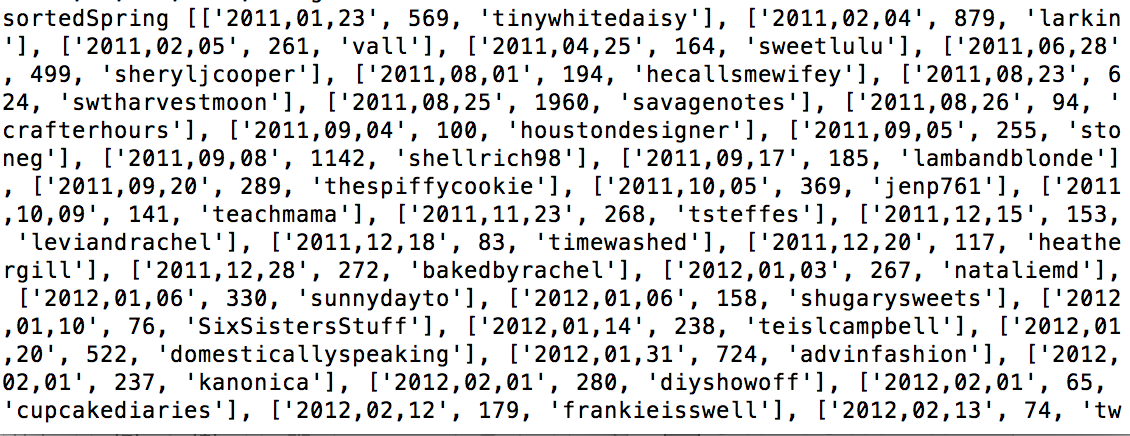 sortedSpring [['2011,01,23', 569, 'tinywhitedaisy'], ['2011,02,04', 879, 'larkin
'], ['2011,02,05', 261, 'vall'], ['2011,04,25', 164, 'sweetlulu'], ['2011,06,28'
, 499, 'sheryljcooper'], ['2011,08,01', 194, 'hecallsmewifey'], ['2011,08,23', 6
24, 'swtharvestmoon'], ['2011,08,25', 1960, 'savagenotes'], ['2011,08,26', 94, '
crafterhours'], ['2011,09,04', 100, 'houstondesigner'], ['2011,09,05', 255, 'sto
neg'], ['2011,09,08', 1142, 'shellrich98'], ['2011,09,17', 185, 'lambandblonde']
, ['2011,09,20', 289, 'thespiffycookie'], ['2011,10,05', 369, 'jenp761'], ['2011
,10,09', 141, 'teachmama'], ['2011,11,23', 268, 'tsteffes'], ['2011,12,15', 153,
 'leviandrachel'], ['2011,12,18', 83, 'timewashed'], ['2011,12,20', 117, 'heathe
rgill'], ['2011,12,28', 272, 'bakedbyrachel'], ['2012,01,03', 267, 'nataliemd'],
 ['2012,01,06', 330, 'sunnydayto'], ['2012,01,06', 158, 'shugarysweets'], ['2012
,01,10', 76, 'SixSistersStuff'], ['2012,01,14', 238, 'teislcampbell'], ['2012,01
,20', 522, 'domesticallyspeaking'], ['2012,01,31', 724, 'advinfashion'], ['2012,
02,01', 237, 'kanonica'], ['2012,02,01', 280, 'diyshowoff'], ['2012,02,01', 65,
'cupcakediaries'], ['2012,02,12', 179, 'frankieisswell'], ['2012,02,13', 74, 'tw